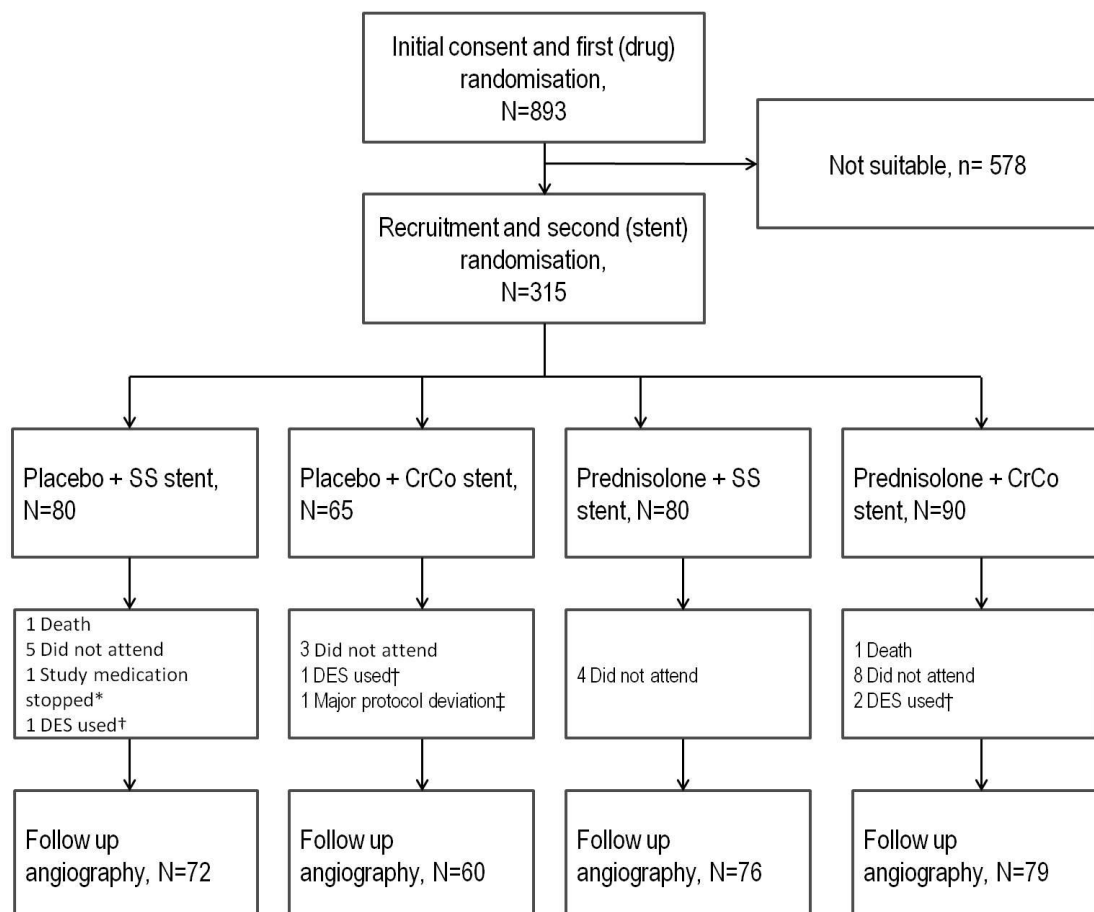 Initial consent and first (drug)
randomisation,
N=893
Not suitable, n= 578
Recruitment and second (stent)
randomisation,
N=315
Placebo + SS stent,
N=80
Placebo + CrCo stent,
N=65
Prednisolone + SS
stent, N=80
Prednisolone + CrCo
stent, N=90
1 Death
5 Did not attend
1 Study medication
stopped*
1 DES used†
3 Did not attend
1 DES used†
1 Major protocol deviation‡
4 Did not attend
1 Death
8 Did not attend
2 DES used†
Follow up
angiography, N=72
Follow up
angiography, N=60
Follow up
angiography, N=76
Follow up
angiography, N=79